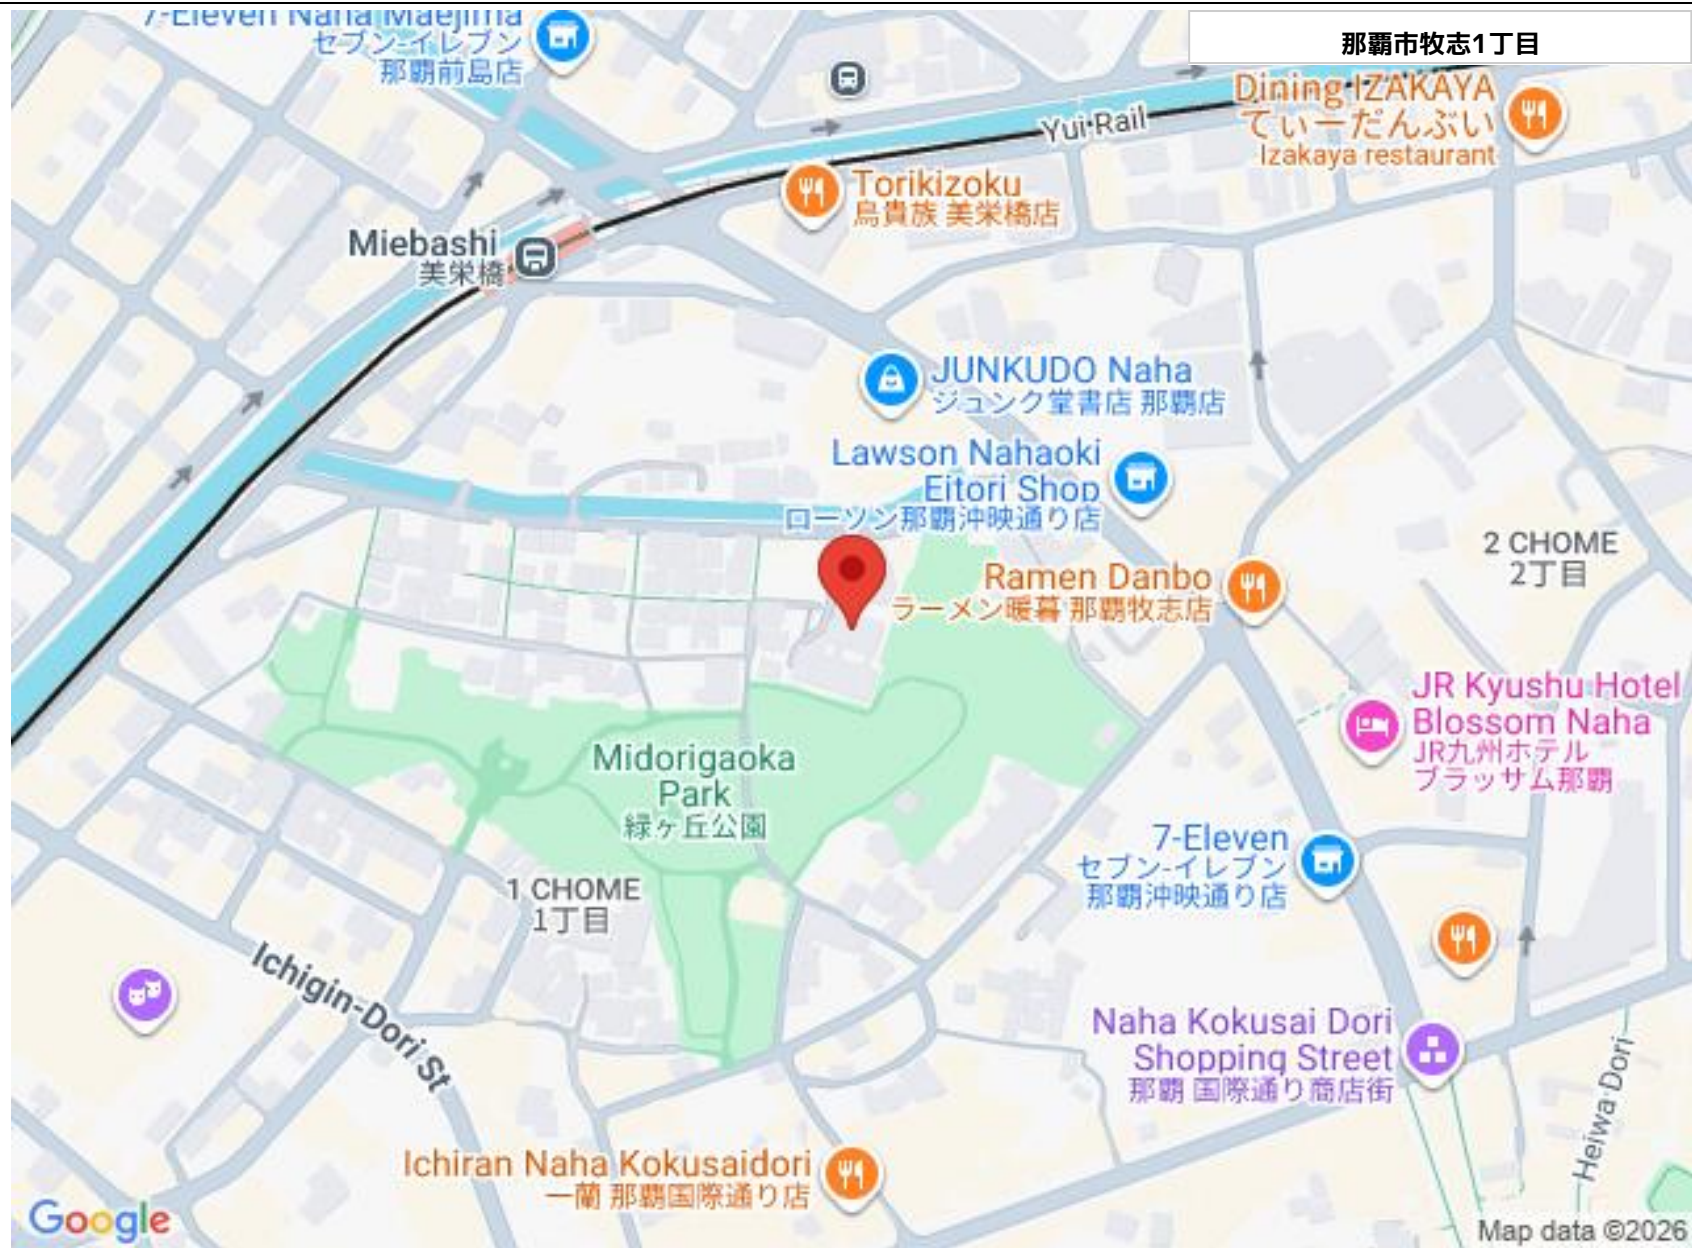 7-Eleven Naha Maejima
セブン-イレブン
那覇前島店
那覇市牧志1丁目
Dining IZAKAYA
てぃーだんぶい
Izakaya restaurant
Yui Rail
Torikizoku
鳥貴族 美栄橋店
Miebashi
美栄橋
JUNKUDO Naha
ジュンク堂書店 那覇店
Lawson Nahaoki
Eitori Shop
ローソン那覇沖映通り店
2 CHOME
2丁目
Ramen Danbo
ラーメン暖暮 那覇牧志店
JR Kyushu Hotel
Blossom Naha
JR九州ホテル
ブラッサム那覇
Midorigaoka
Park
緑ヶ丘公園
7-Eleven
セブン-イレブン
那覇沖映通り店
1 CHOME
1丁目
Ichigin-Dori St
Naha Kokusai Dori
Shopping Street
那覇 国際通り商店街
Heiwa Dori
Ichiran Naha Kokusaidori
一蘭 那覇国際通り店
Google
Map data ©2026